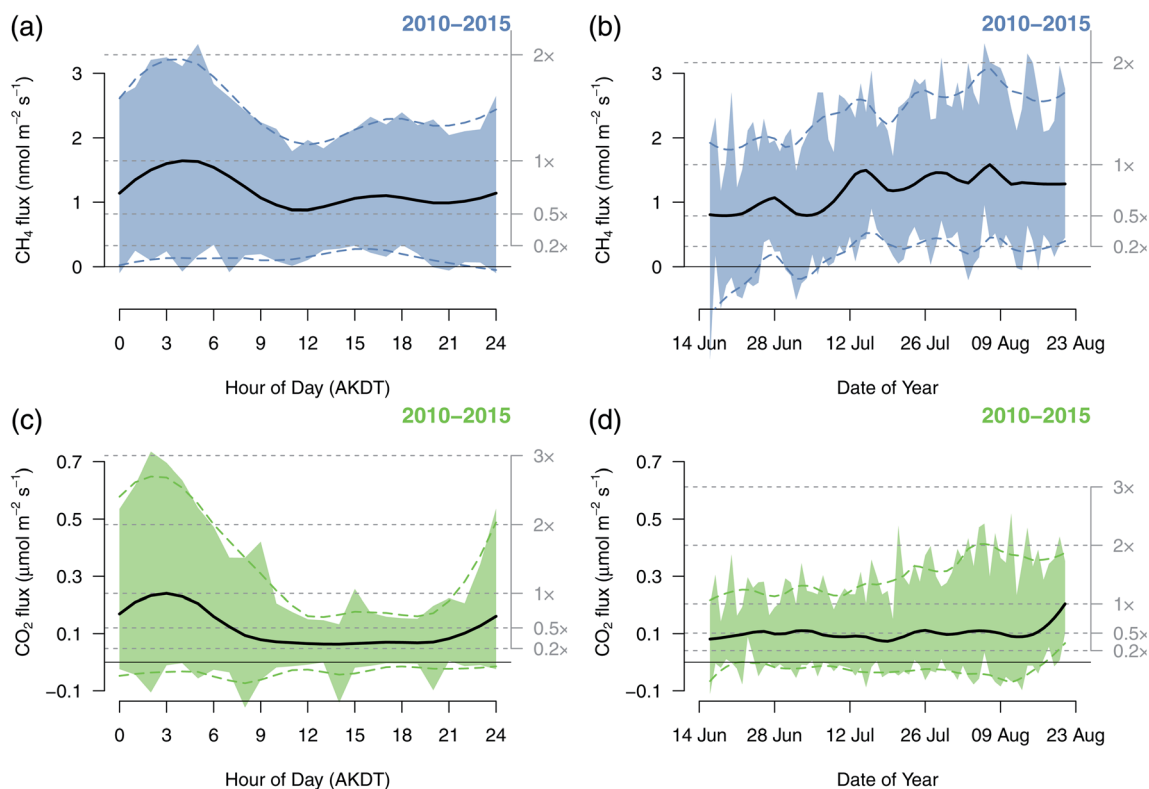 (a) 2010–2015
CH₄ flux (nmol m⁻² s⁻¹)
3
2
1
0
2×
1×
0.5×
0.2×
0 3 6 9 12 15 18 21 24
Hour of Day (AKDT)
(b) 2010–2015
CH₄ flux (nmol m⁻² s⁻¹)
3
2
1
0
2×
1×
0.5×
0.2×
14 Jun 28 Jun 12 Jul 26 Jul 09 Aug 23 Aug
Date of Year
(c) 2010–2015
CO₂ flux (μmol m⁻² s⁻¹)
0.7
0.5
0.3
0.1
−0.1
3×
2×
1×
0.5×
0.2×
0 3 6 9 12 15 18 21 24
Hour of Day (AKDT)
(d) 2010–2015
CO₂ flux (μmol m⁻² s⁻¹)
0.7
0.5
0.3
0.1
−0.1
3×
2×
1×
0.5×
0.2×
14 Jun 28 Jun 12 Jul 26 Jul 09 Aug 23 Aug
Date of Year